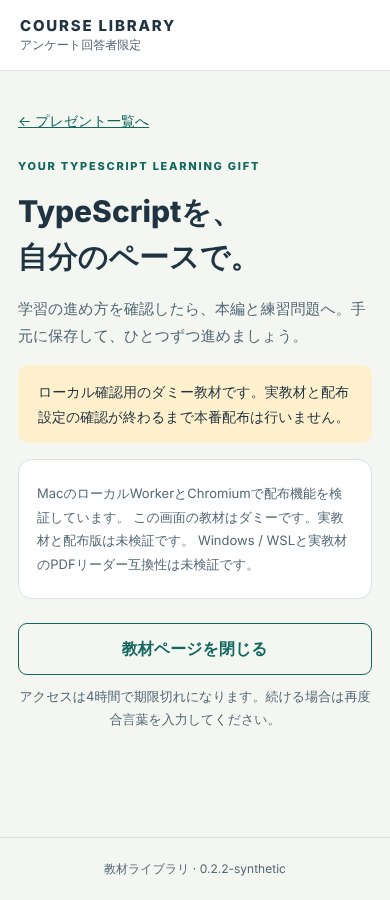 COURSE LIBRARY
アンケート回答者限定
← プレゼント一覧へ
YOUR TYPESCRIPT LEARNING GIFT
TypeScriptを、
自分のペースで。
学習の進め方を確認したら、本編と練習問題へ。手
元に保存して、ひとつずつ進めましょう。
ローカル確認用のダミー教材です。実教材と配布
設定の確認が終わるまで本番配布は行いません。
MacのローカルWorkerとChromiumで配布機能を検
証しています。 この画面の教材はダミーです。実教
材と配布版は未検証です。 Windows / WSLと実教材
のPDFリーダー互換性は未検証です。
教材ページを閉じる
アクセスは4時間で期限切れになります。続ける場合は再度
合言葉を入力してください。
教材ライブラリ · 0.2.2-synthetic